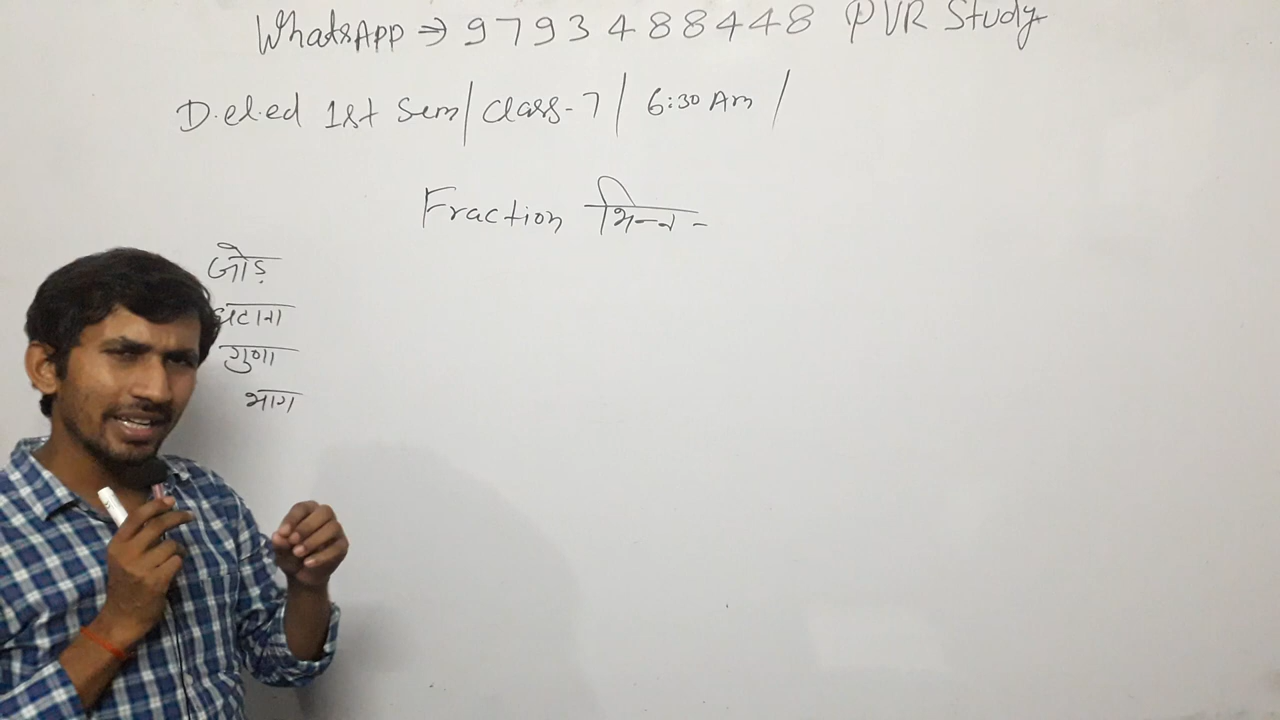 WhatsApp ⇒ 9793488448 PVR Study
D.el.ed 1st Sem/Class-7/6:30 Am/
Fraction भिन्न -
जोड़
घटाना
गुणा
भाग